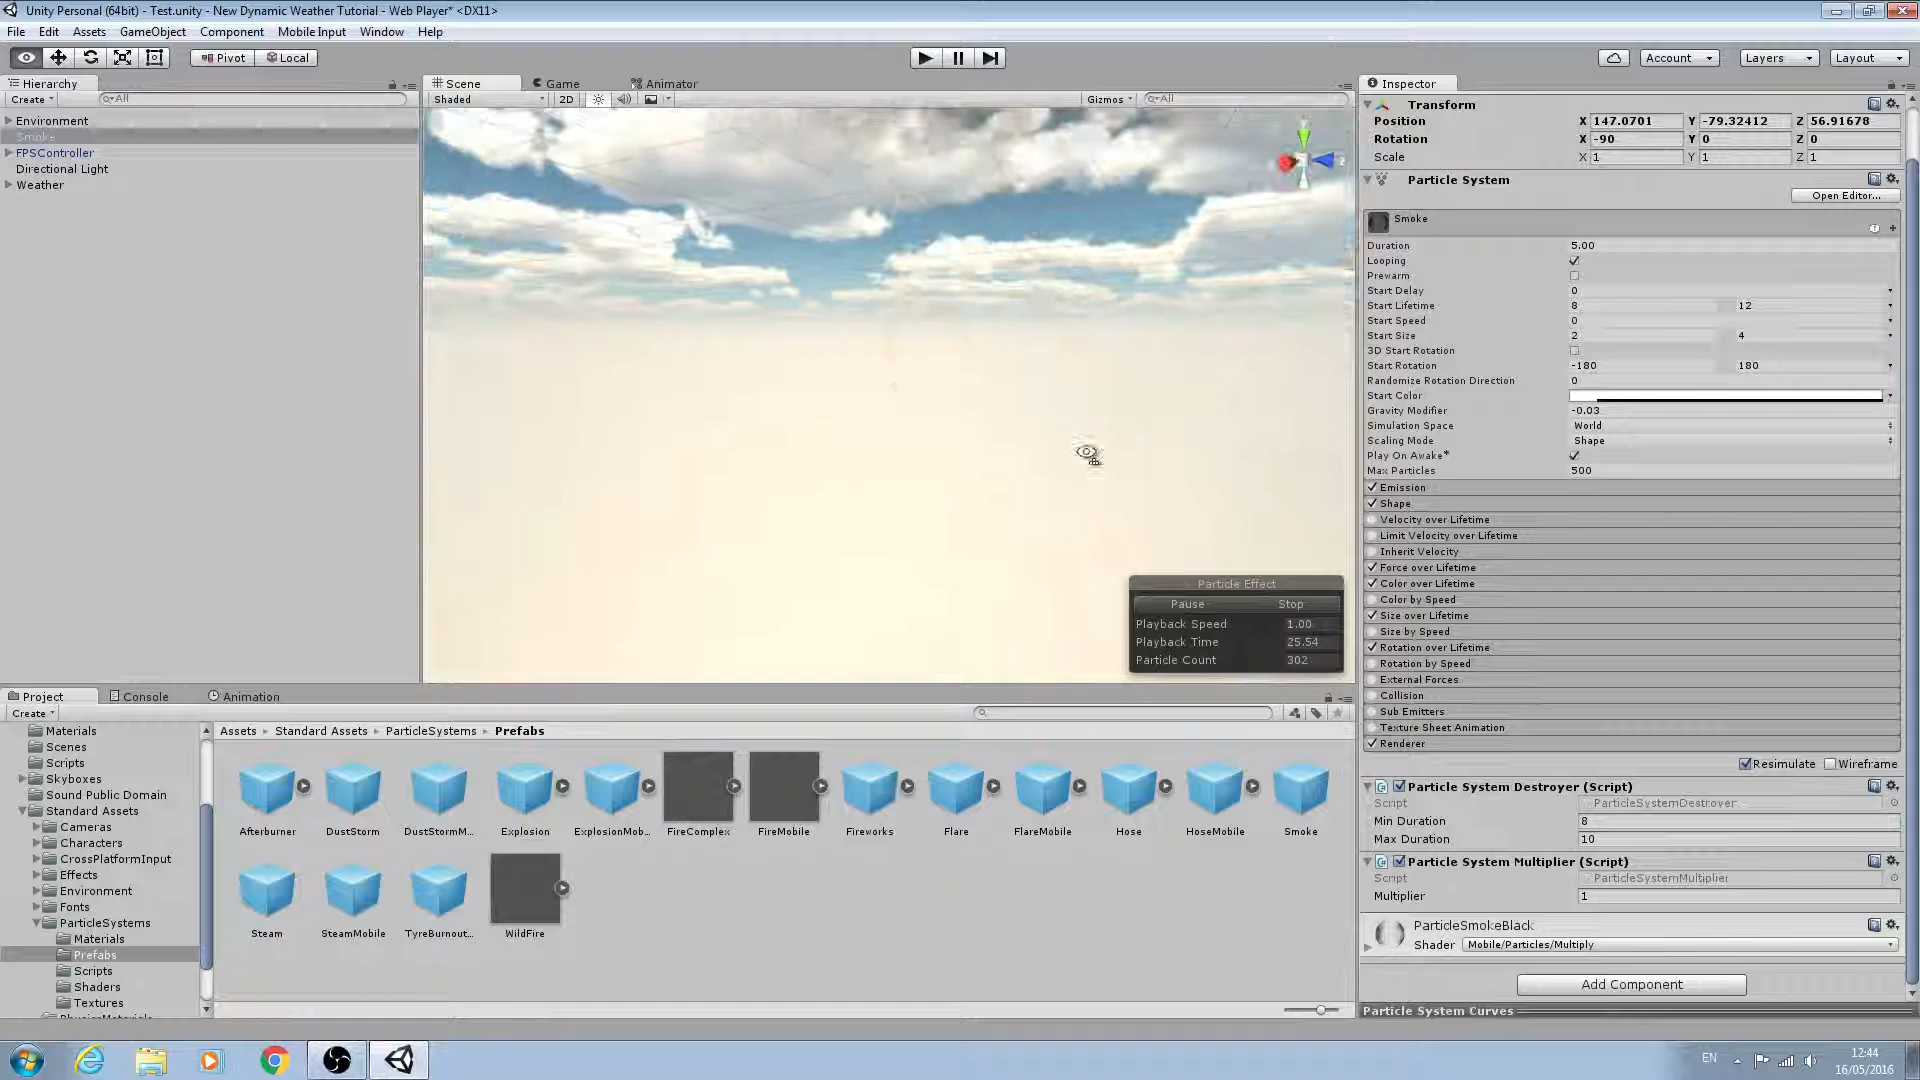 Unity Personal (64bit) - Test.unity - New Dynamic Weather Tutorial - Web Player* <DX11>
File Edit Assets GameObject Component Mobile Input Window Help
Pivot Local Account Layers Layout
Hierarchy
Create All
Environment
Smoke
FPSController
Directional Light
Weather
Scene Game Animator
Shaded 2D Gizmos All
Particle Effect
Pause Stop
Playback Speed 1.00
Playback Time 25.54
Particle Count 302
Inspector
Transform
Position X 147.0701 Y -79.32412 Z 56.91678
Rotation X -90 Y 0 Z 0
Scale X 1 Y 1 Z 1
Particle System
Open Editor...
Smoke
Duration 5.00
Looping
Prewarm
Start Delay 0
Start Lifetime 8 12
Start Speed 0
Start Size 2 4
3D Start Rotation
Start Rotation -180 180
Randomize Rotation Direction 0
Start Color
Gravity Modifier -0.03
Simulation Space World
Scaling Mode Shape
Play On Awake*
Max Particles 500
Emission
Shape
Velocity over Lifetime
Limit Velocity over Lifetime
Inherit Velocity
Force over Lifetime
Color over Lifetime
Color by Speed
Size over Lifetime
Size by Speed
Rotation over Lifetime
Rotation by Speed
External Forces
Collision
Sub Emitters
Texture Sheet Animation
Renderer
Resimulate Wireframe
Particle System Destroyer (Script)
Script ParticleSystemDestroyer
Min Duration 8
Max Duration 10
Particle System Multiplier (Script)
Script ParticleSystemMultiplier
Multiplier 1
ParticleSmokeBlack
Shader Mobile/Particles/Multiply
Add Component
Particle System Curves
Project Console Animation
Create
Materials
Scenes
Scripts
Skyboxes
Sound Public Domain
Standard Assets
Cameras
Characters
CrossPlatformInput
Effects
Environment
Fonts
ParticleSystems
Materials
Prefabs
Scripts
Shaders
Textures
Assets Standard Assets ParticleSystems Prefabs
Afterburner DustStorm DustStormM... Explosion ExplosionMob... FireComplex FireMobile Fireworks Flare FlareMobile Hose HoseMobile Smoke
Steam SteamMobile TyreBurnout... WildFire
EN 12:44
16/05/2016